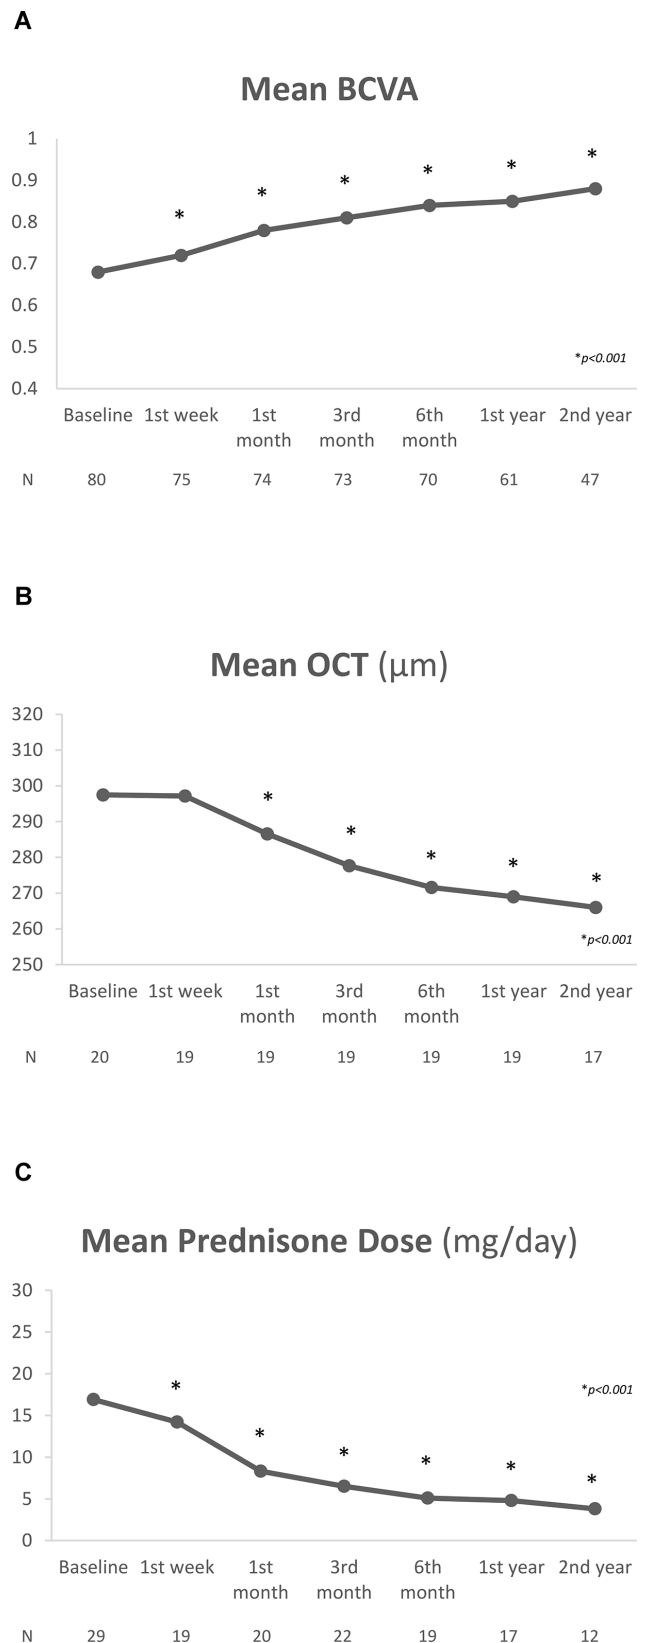 A
Mean BCVA
1
* * * * * *
0.9
0.8
0.7
0.6
0.5
*p<0.001
0.4
Baseline 1st week 1st month 3rd month 6th month 1st year 2nd year
N 80 75 74 73 70 61 47
B
Mean OCT (µm)
320
310
300
* * * * *
290
280
270
260
*p<0.001
250
Baseline 1st week 1st month 3rd month 6th month 1st year 2nd year
N 20 19 19 19 19 19 17
C
Mean Prednisone Dose (mg/day)
30
25
20
*p<0.001
* * * * * *
15
10
5
0
Baseline 1st week 1st month 3rd month 6th month 1st year 2nd year
N 29 19 20 22 19 17 12